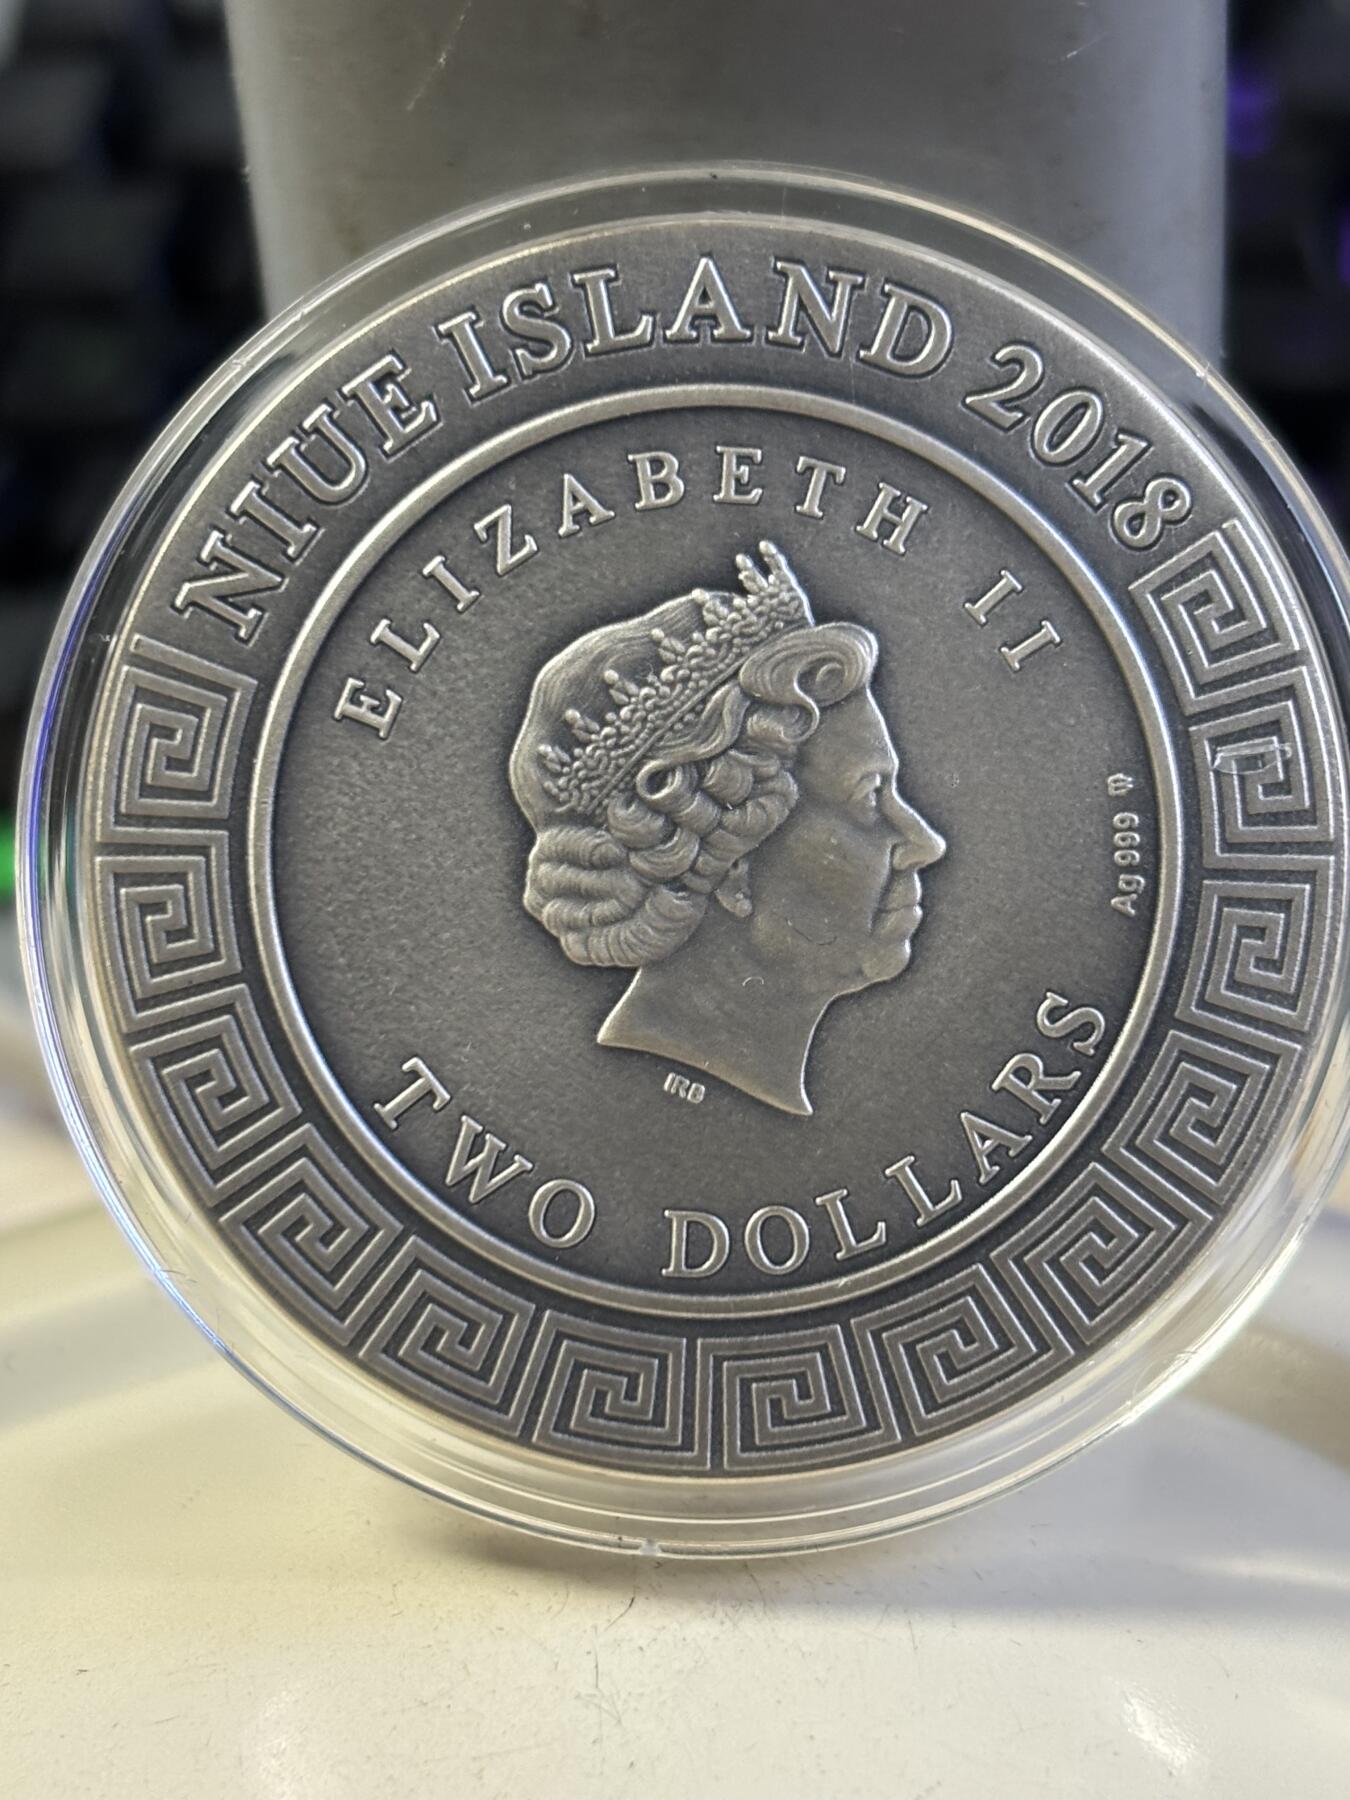 NIUE ISLAND 2018
ELIZABETH II
Ag 999
IRB
TWO DOLLARS